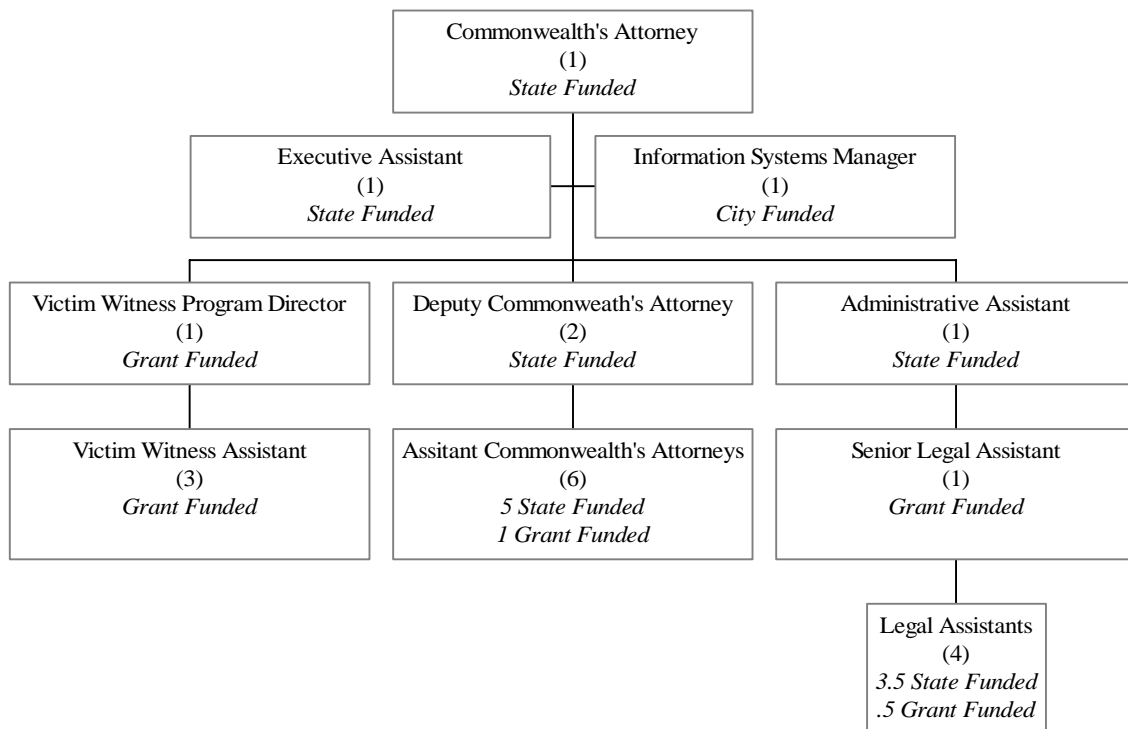 Commonwealth's Attorney
(1)
State Funded
Executive Assistant
(1)
State Funded
Information Systems Manager
(1)
City Funded
Victim Witness Program Director
(1)
Grant Funded
Deputy Commonweath's Attorney
(2)
State Funded
Administrative Assistant
(1)
State Funded
Victim Witness Assistant
(3)
Grant Funded
Assitant Commonwealth's Attorneys
(6)
5 State Funded
1 Grant Funded
Senior Legal Assistant
(1)
Grant Funded
Legal Assistants
(4)
3.5 State Funded
.5 Grant Funded